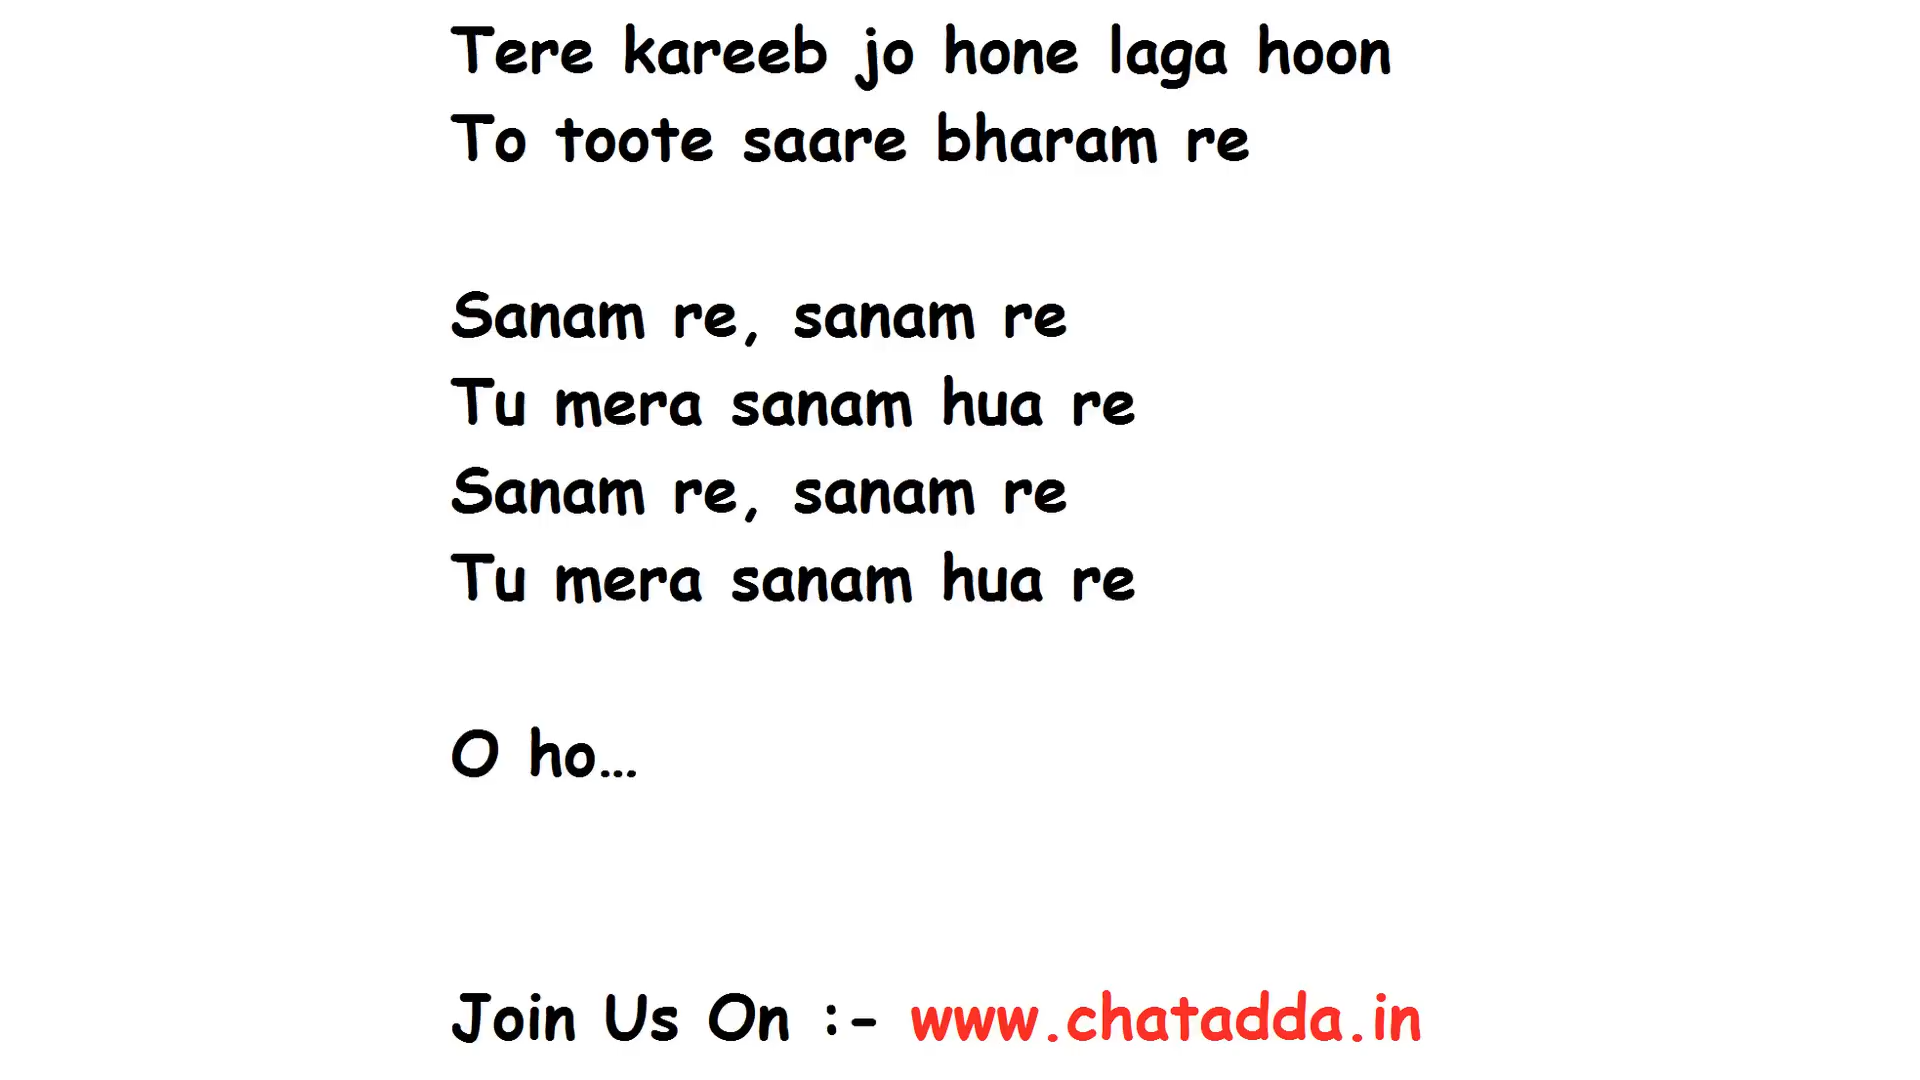 Tere kareeb jo hone laga hoon
To toote saare bharam re
Sanam re, sanam re
Tu mera sanam hua re
Sanam re, sanam re
Tu mera sanam hua re
O ho...
Join Us On :- www.chatadda.in